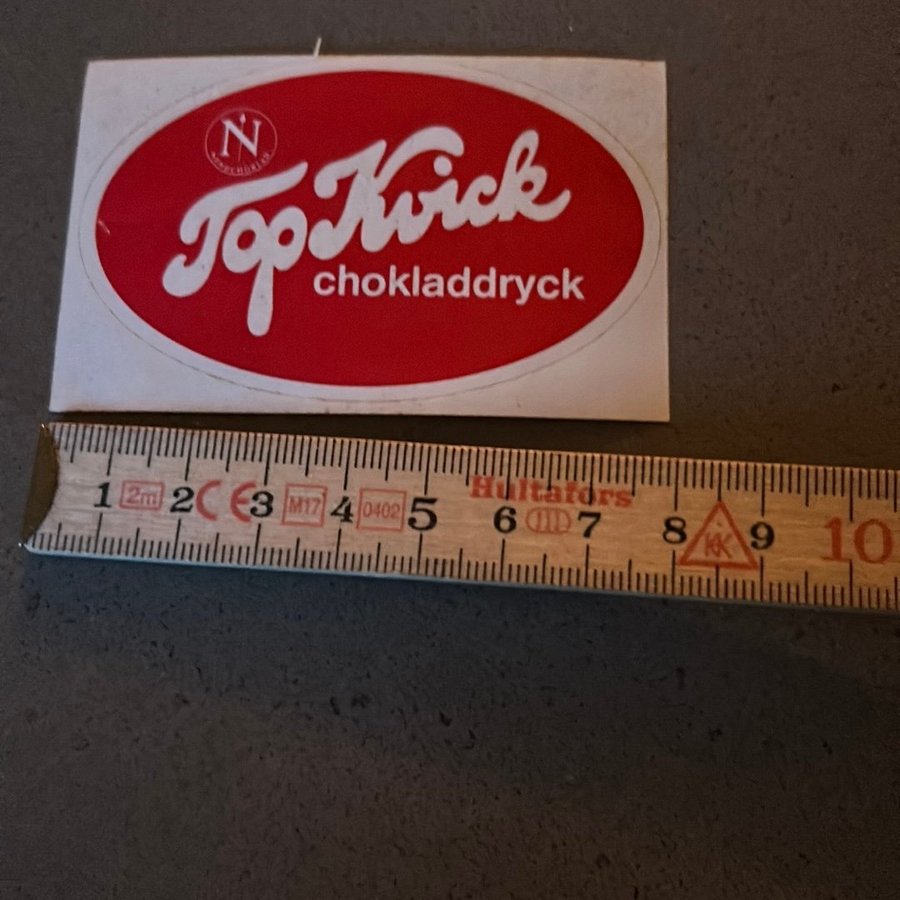 N
TopKvick
chokladdryck
1 2m 2 CE 3 M17 4 0402 5 Hultafors 6 7 8 KK 9 10